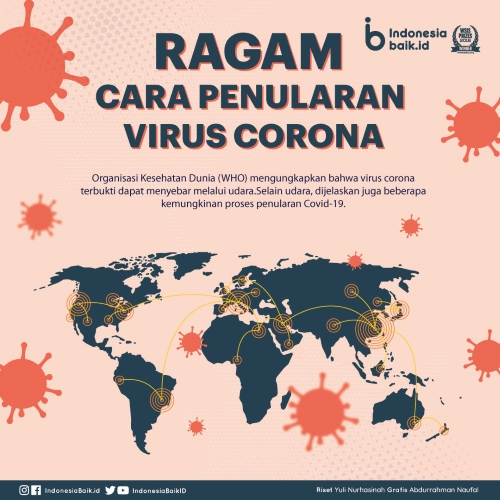 Indonesia
baik.id
RAGAM
CARA PENULARAN
VIRUS CORONA
Organisasi Kesehatan Dunia (WHO) mengungkapkan bahwa virus corona
terbukti dapat menyebar melalui udara.Selain udara, dijelaskan juga beberapa
kemungkinan proses penularan Covid-19.
IndonesiaBaik.id
IndonesiaBaikID
Riset Yuli Nurhasinah Grafis Abdurrahman Naufal